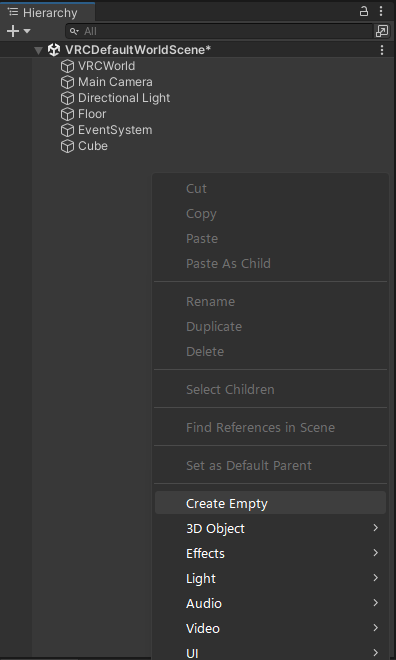 Hierarchy
All
VRCDefaultWorldScene*
VRCWorld
Main Camera
Directional Light
Floor
EventSystem
Cube
Cut
Copy
Paste
Paste As Child
Rename
Duplicate
Delete
Select Children
Find References in Scene
Set as Default Parent
Create Empty
3D Object
Effects
Light
Audio
Video
UI